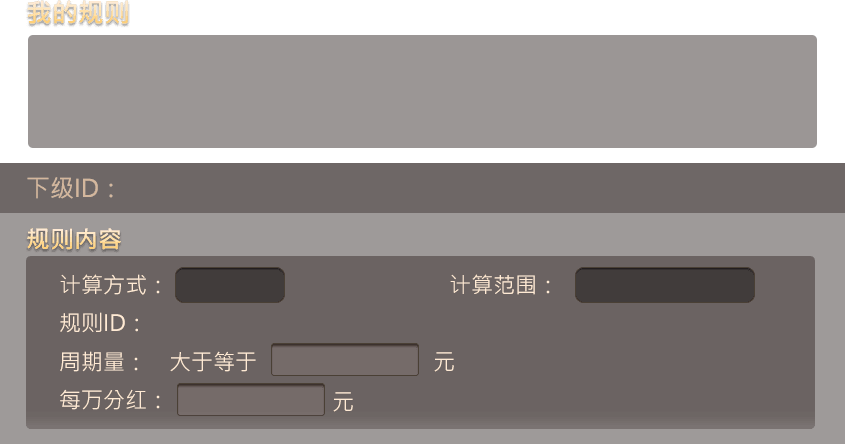 我的规则
下级ID：
规则内容
计算方式： 计算范围：
规则ID：
周期量： 大于等于 元
每万分红： 元